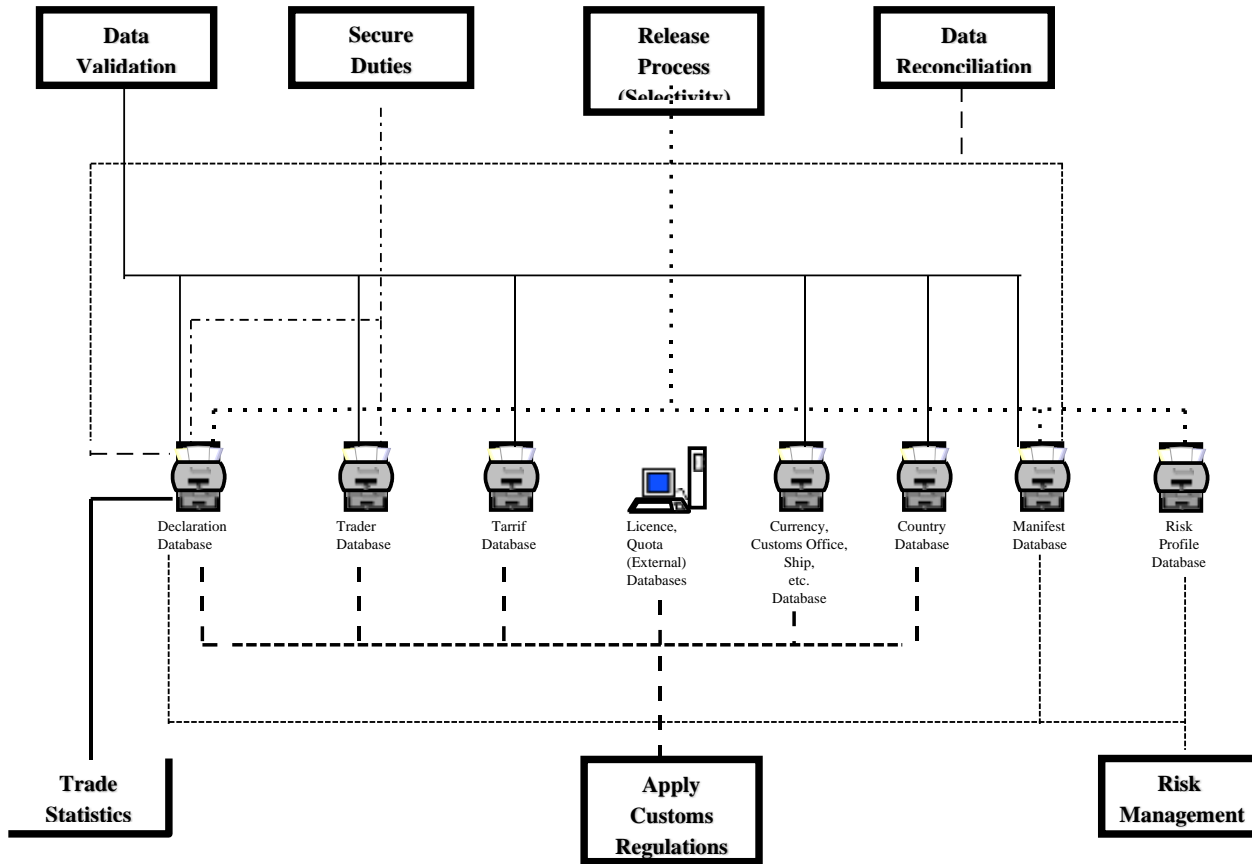 Data
Validation
Secure
Duties
Release
Process
(Selectivity)
Data
Reconciliation
Declaration
Database
Trader
Database
Tarrif
Database
Licence,
Quota
(External)
Databases
Currency,
Customs Office,
Ship,
etc.
Database
Country
Database
Manifest
Database
Risk
Profile
Database
Trade
Statistics
Apply
Customs
Regulations
Risk
Management